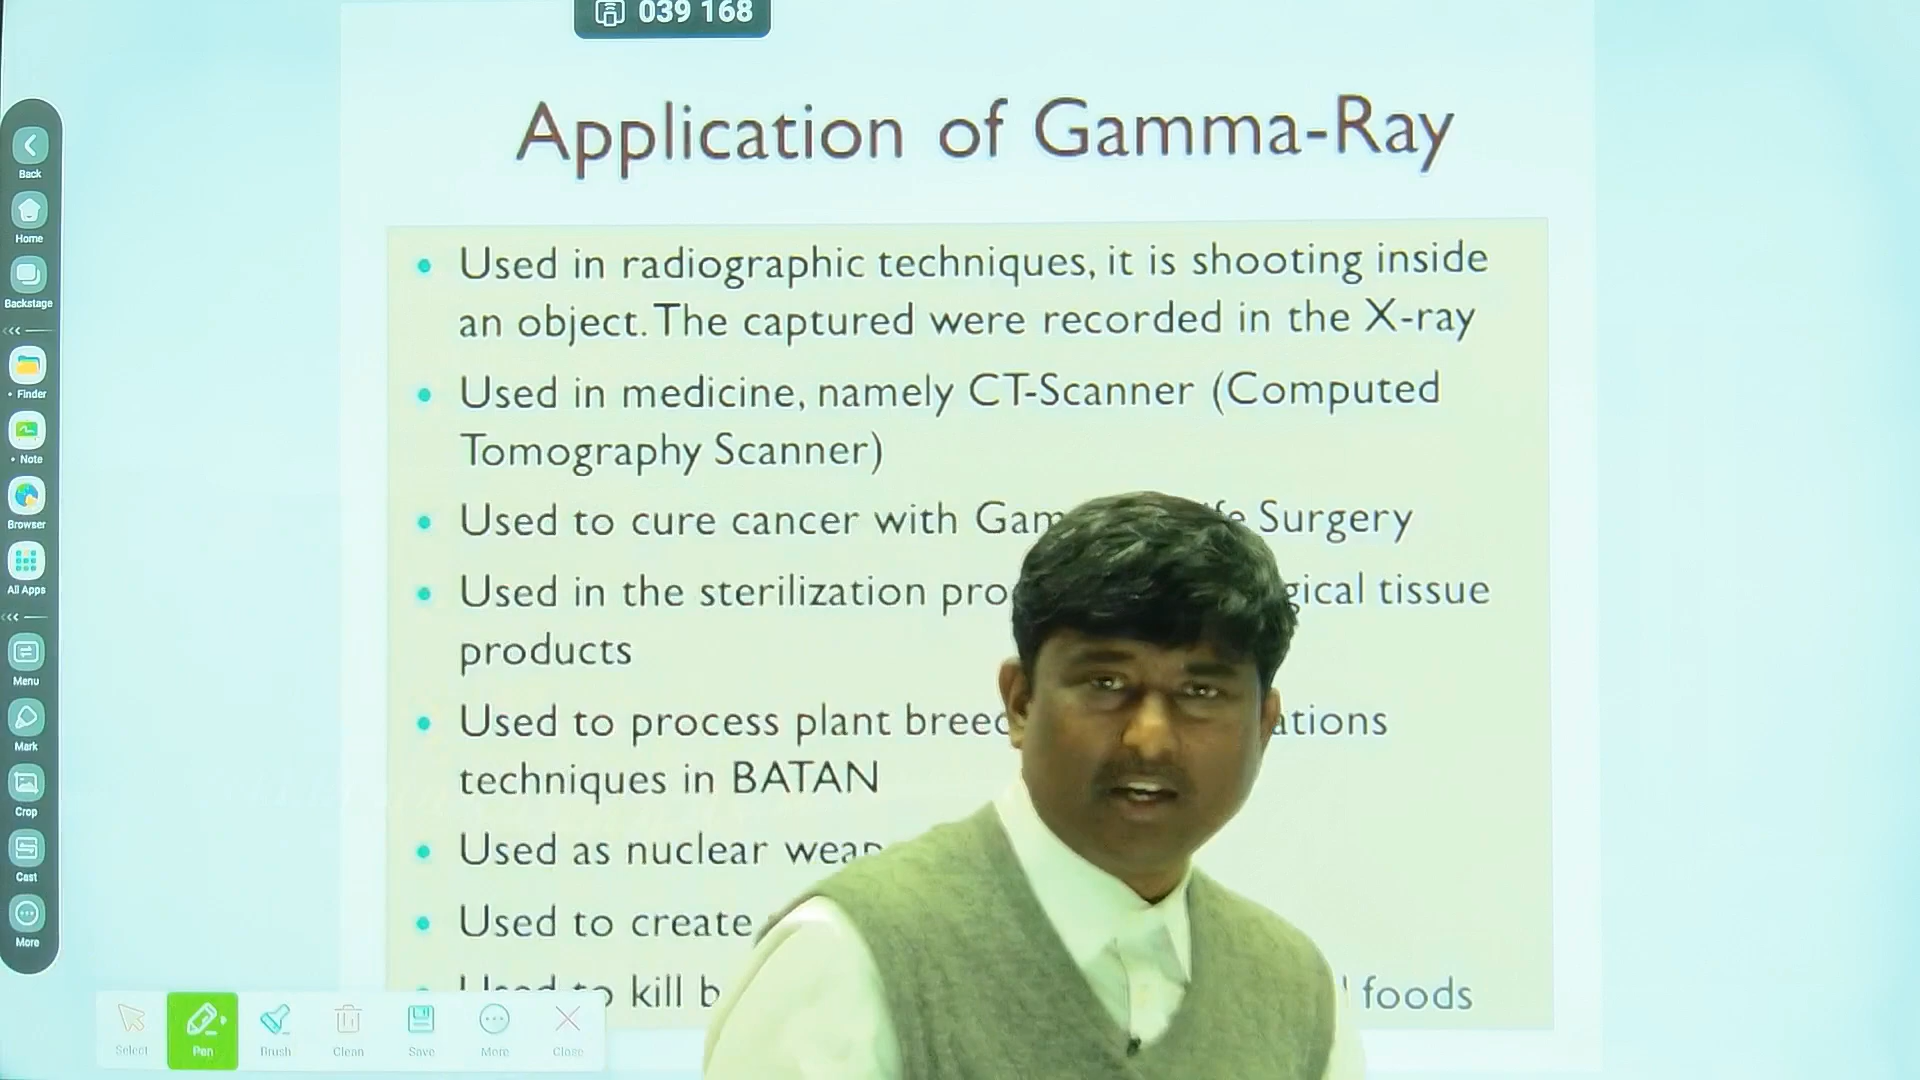 039 168
Application of Gamma-Ray
Used in radiographic techniques, it is shooting inside
an object. The captured were recorded in the X-ray
Used in medicine, namely CT-Scanner (Computed
Tomography Scanner)
Used to cure cancer with Surgery
Used in the sterilization tissue
products
Used to process plant
techniques in BATAN
Used as nuclear
Used to create
Used to kill foods
Back
Home
Backstage
Finder
Note
Browser
All Apps
Menu
Mark
Crop
Cast
More
Select
Pen
Brush
Clean
Save
More
Close